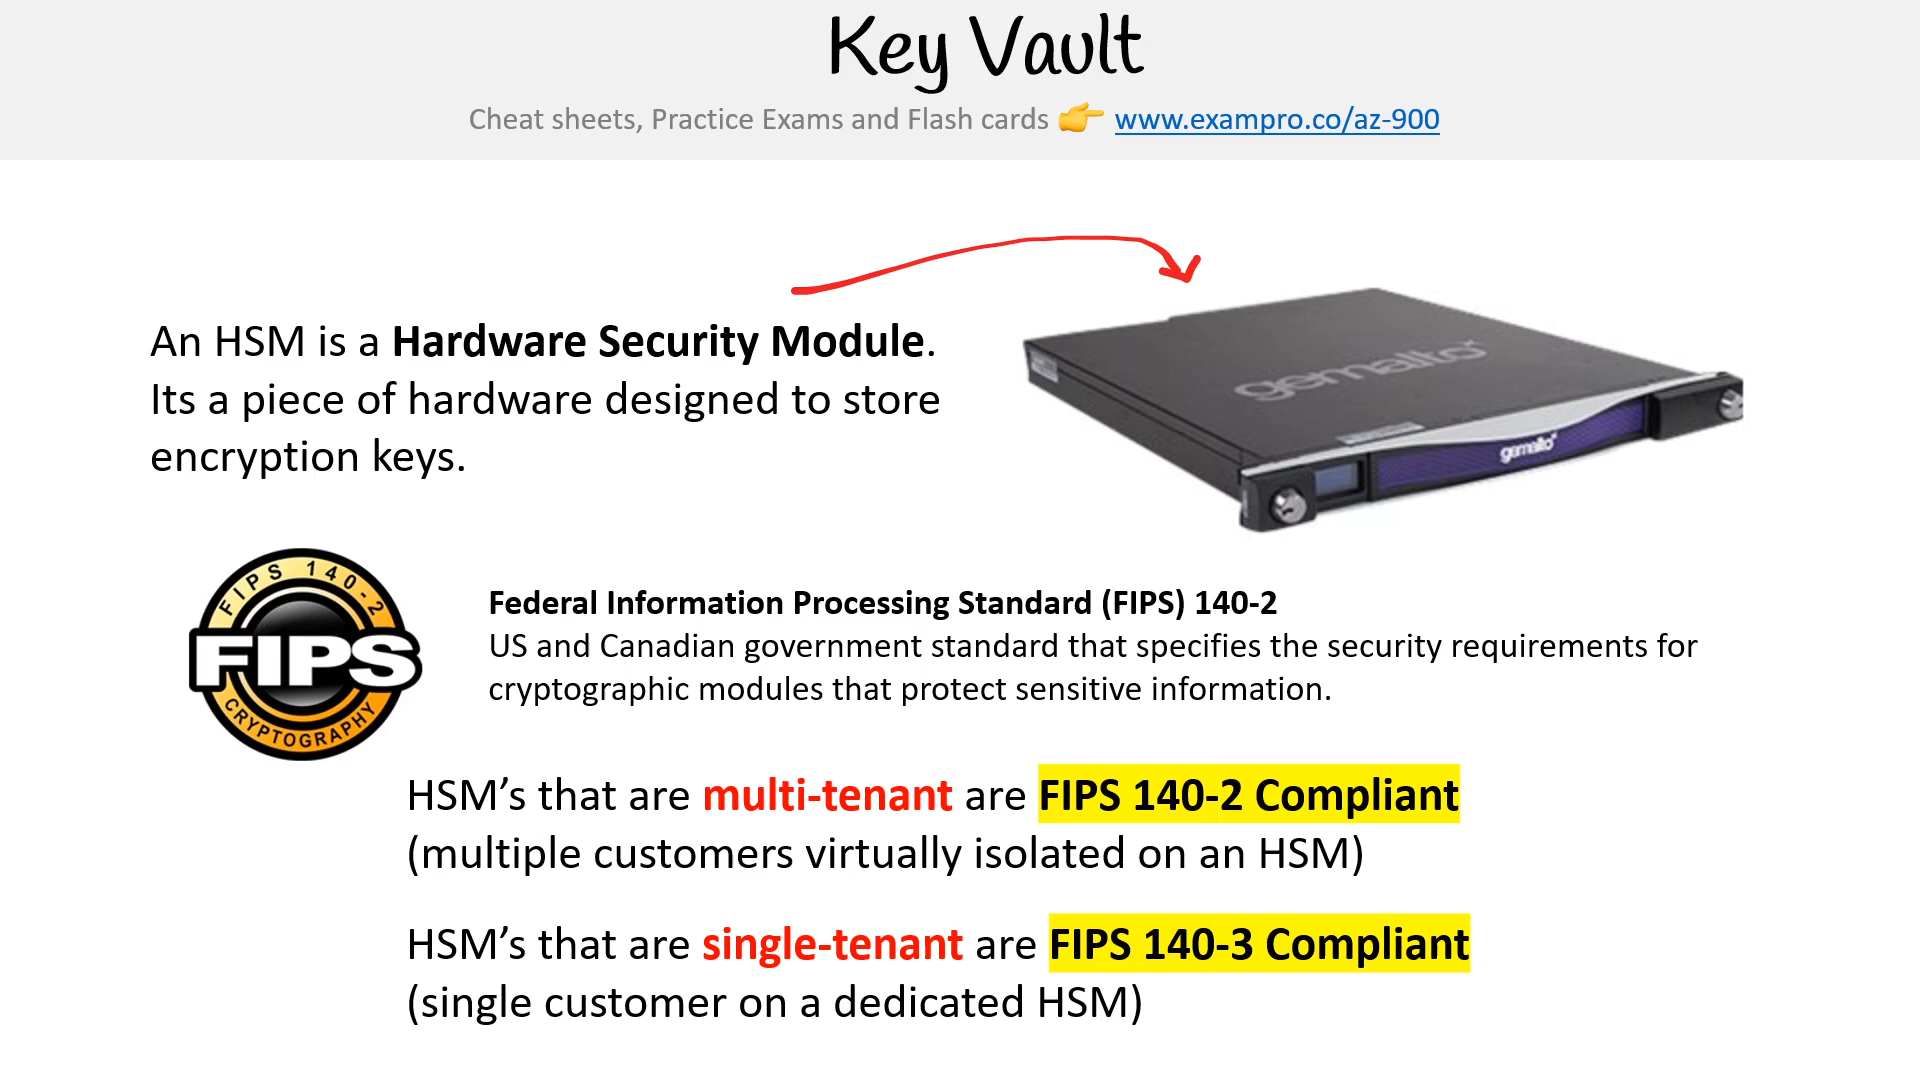 Key Vault
Cheat sheets, Practice Exams and Flash cards 👉 www.exampro.co/az-900
An HSM is a Hardware Security Module.
Its a piece of hardware designed to store
encryption keys.
gemalto
gemalto
FIPS 140-2
FIPS
CRYPTOGRAPHY
Federal Information Processing Standard (FIPS) 140-2
US and Canadian government standard that specifies the security requirements for
cryptographic modules that protect sensitive information.
HSM’s that are multi-tenant are FIPS 140-2 Compliant
(multiple customers virtually isolated on an HSM)
HSM’s that are single-tenant are FIPS 140-3 Compliant
(single customer on a dedicated HSM)